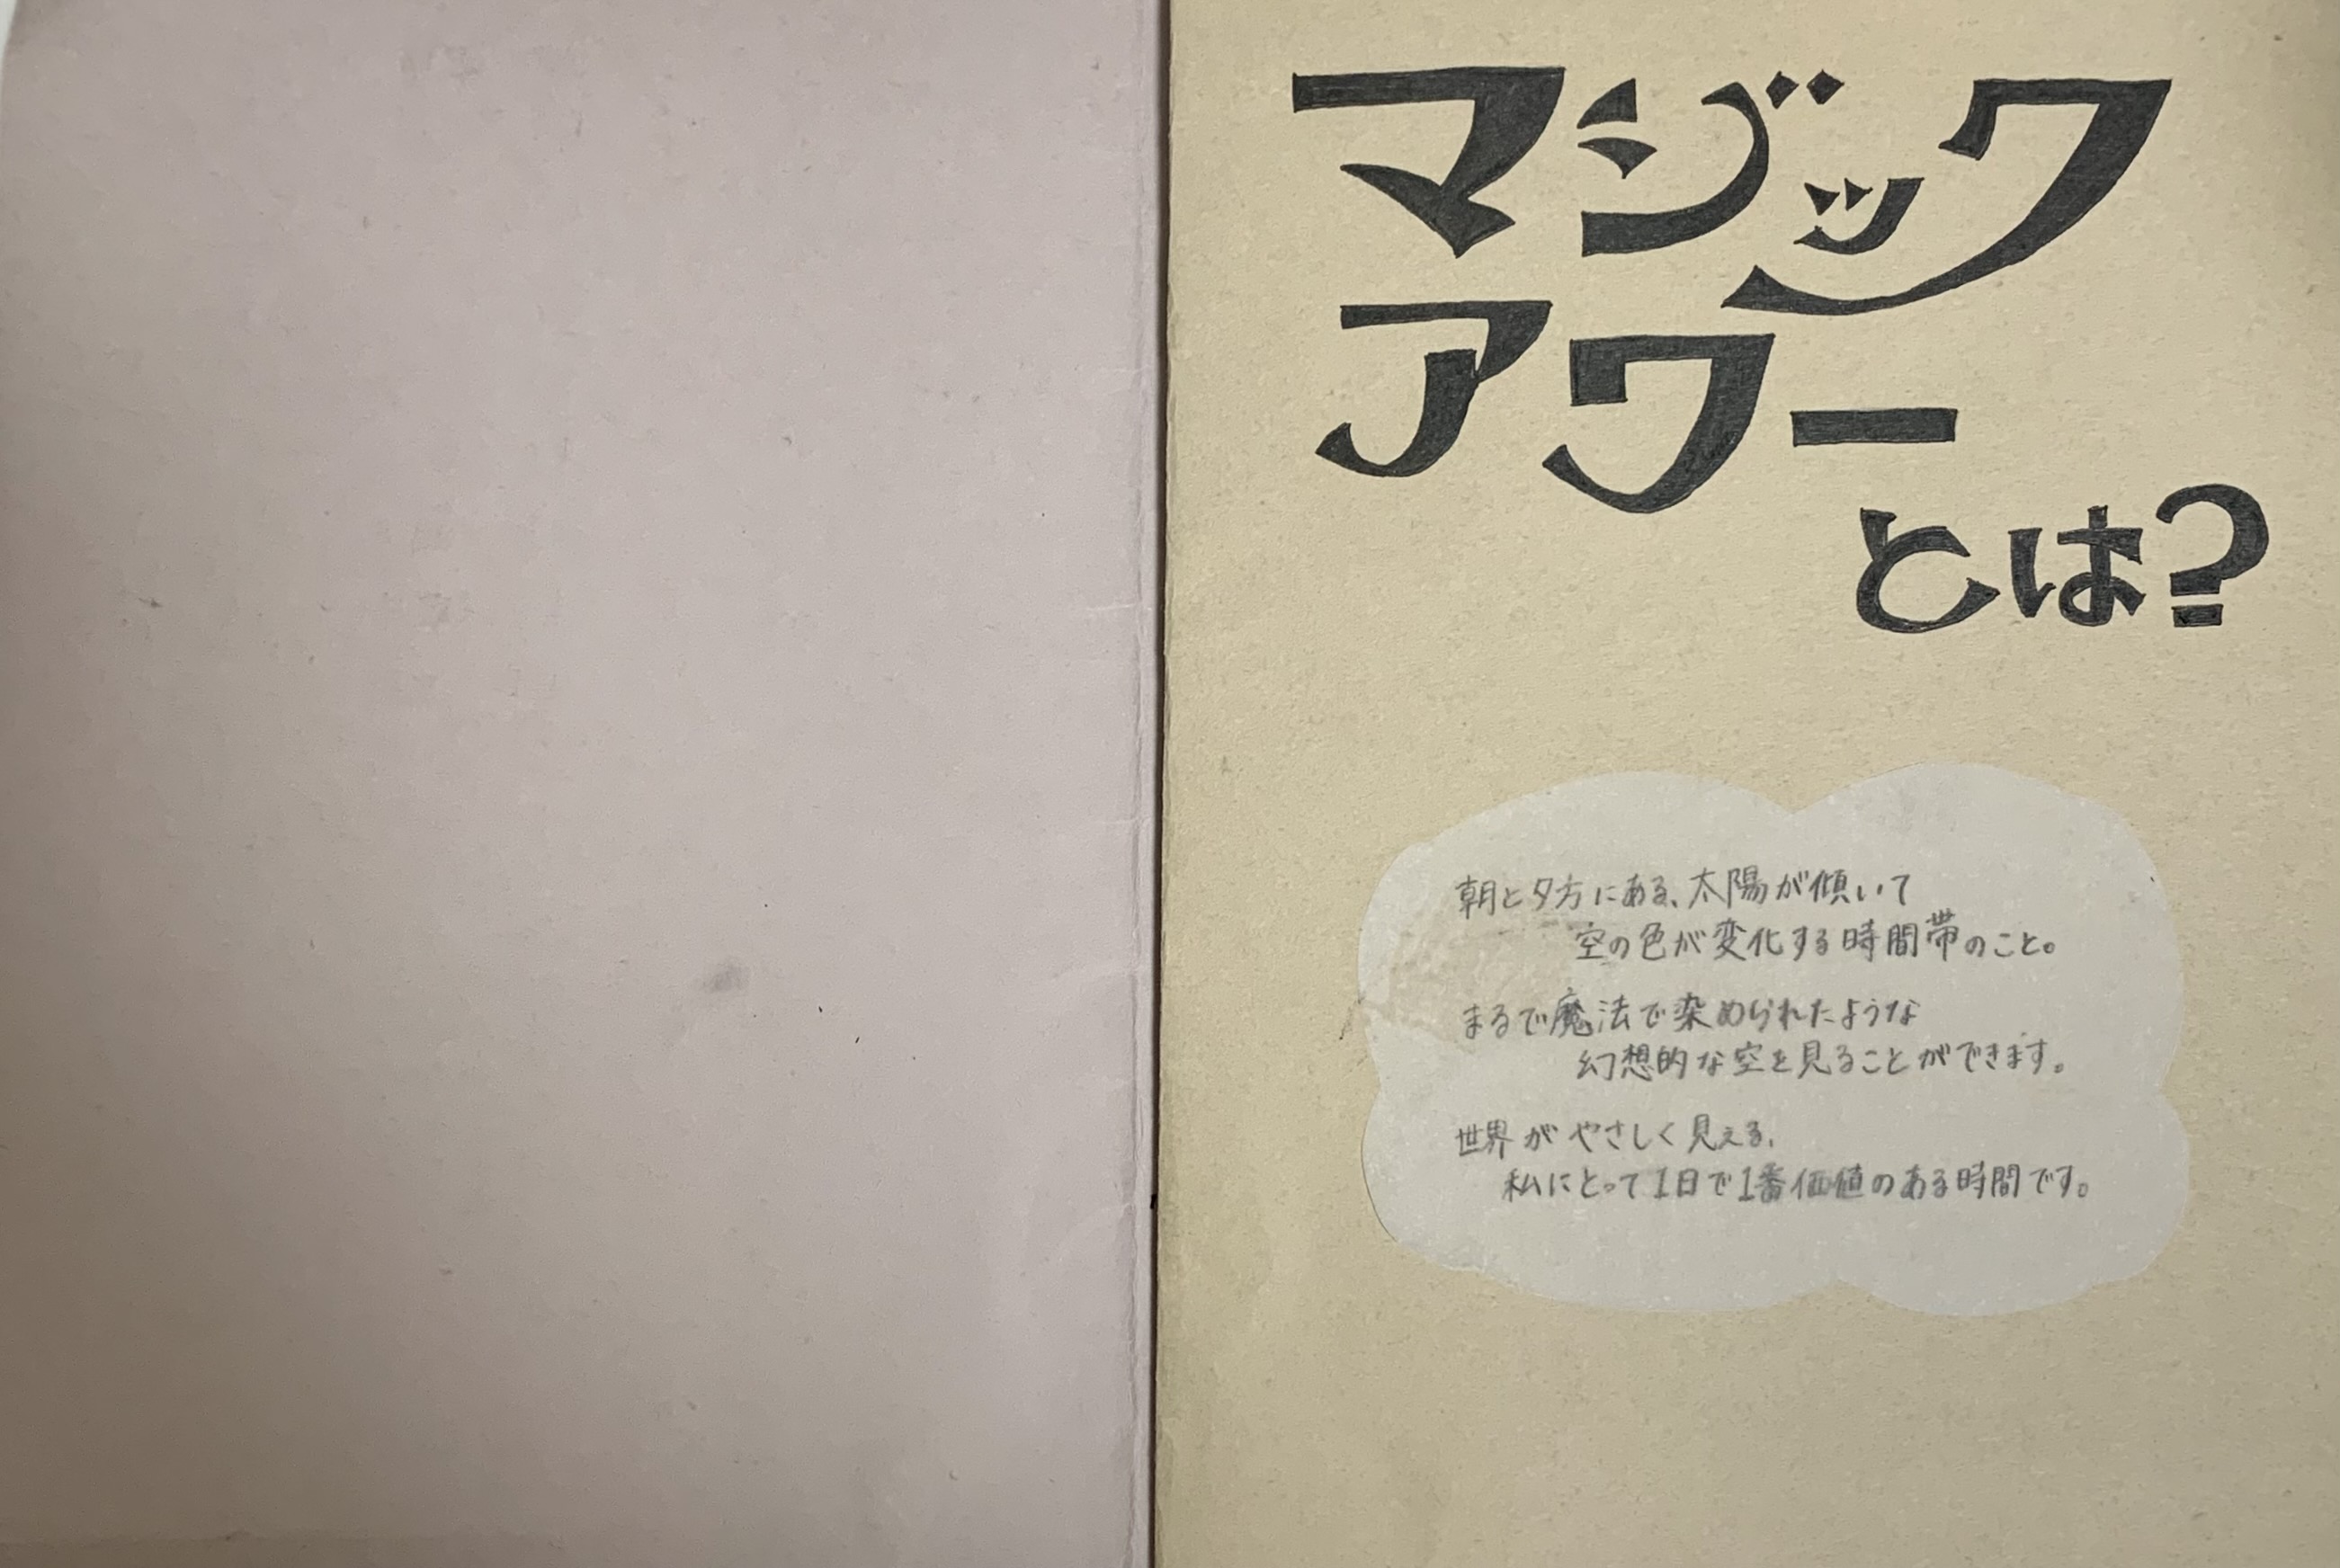 マジック
アワー
とは?
朝と夕方にある、太陽が傾いて
空の色が変化する時間帯のこと。
まるで魔法で染められたような
幻想的な空を見ることができます。
世界がやさしく見える、
私にとって1日で1番価値のある時間です。